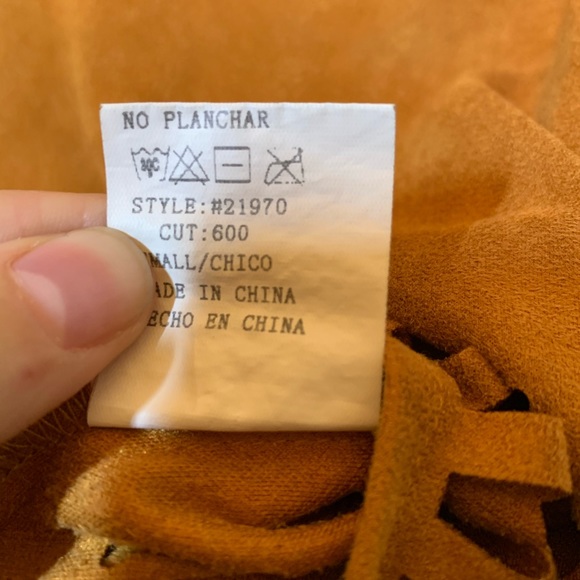 NO PLANCHAR
STYLE:#21970
CUT:600
MALL/CHICO
ADE IN CHINA
ECHO EN CHINA